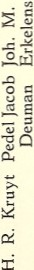 H. R. Kruyt Pedel Jacob Joh. M.
Deuman Erkelens